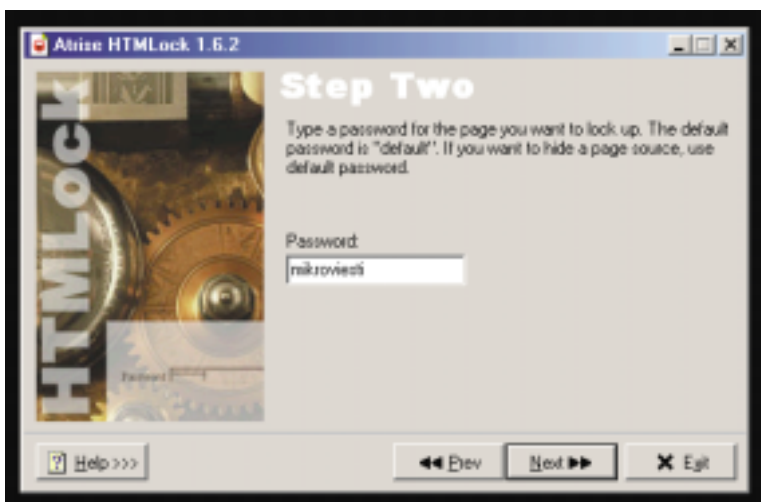 Atrise HTMLock 1.6.2
HTMLock
Step Two
Type a password for the page you want to lock up. The default
password is "default". If you want to hide a page source, use
default password.
Password:
mikroviesti
Password
Help >>>
Prev
Next
Exit